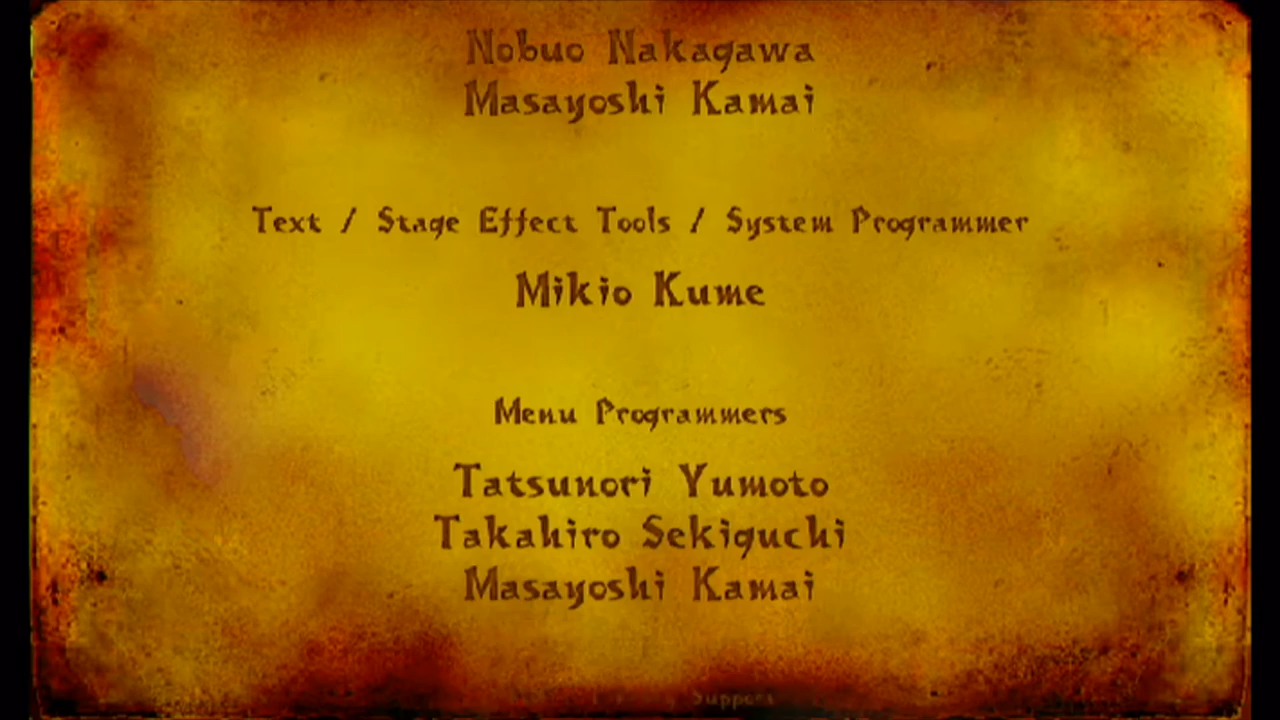 Nobuo Nakagawa
Masayoshi Kamai
Text / Stage Effect Tools / System Programmer
Mikio Kume
Menu Programmers
Tatsunori Yumoto
Takahiro Sekiguchi
Masayoshi Kamai
Support